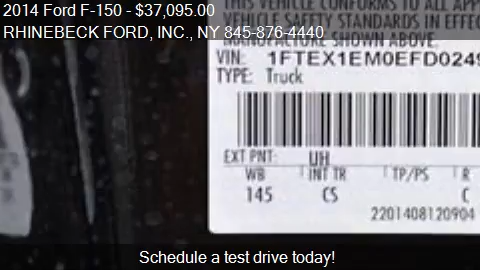 2014 Ford F-150 - $37,095.00
RHINEBECK FORD, INC., NY 845-876-4440
THIS VEHICLE CONFORMS TO ALL APP
Y STANDARDS IN EFFEC
MANUFACTURE SHOWN ABOVE.
VIN: 1FTEX1EM0EFD0249
TYPE: Truck
EXT PNT: UH
WB INT TR TP/PS R
145 CS C
2201408120904
Schedule a test drive today!